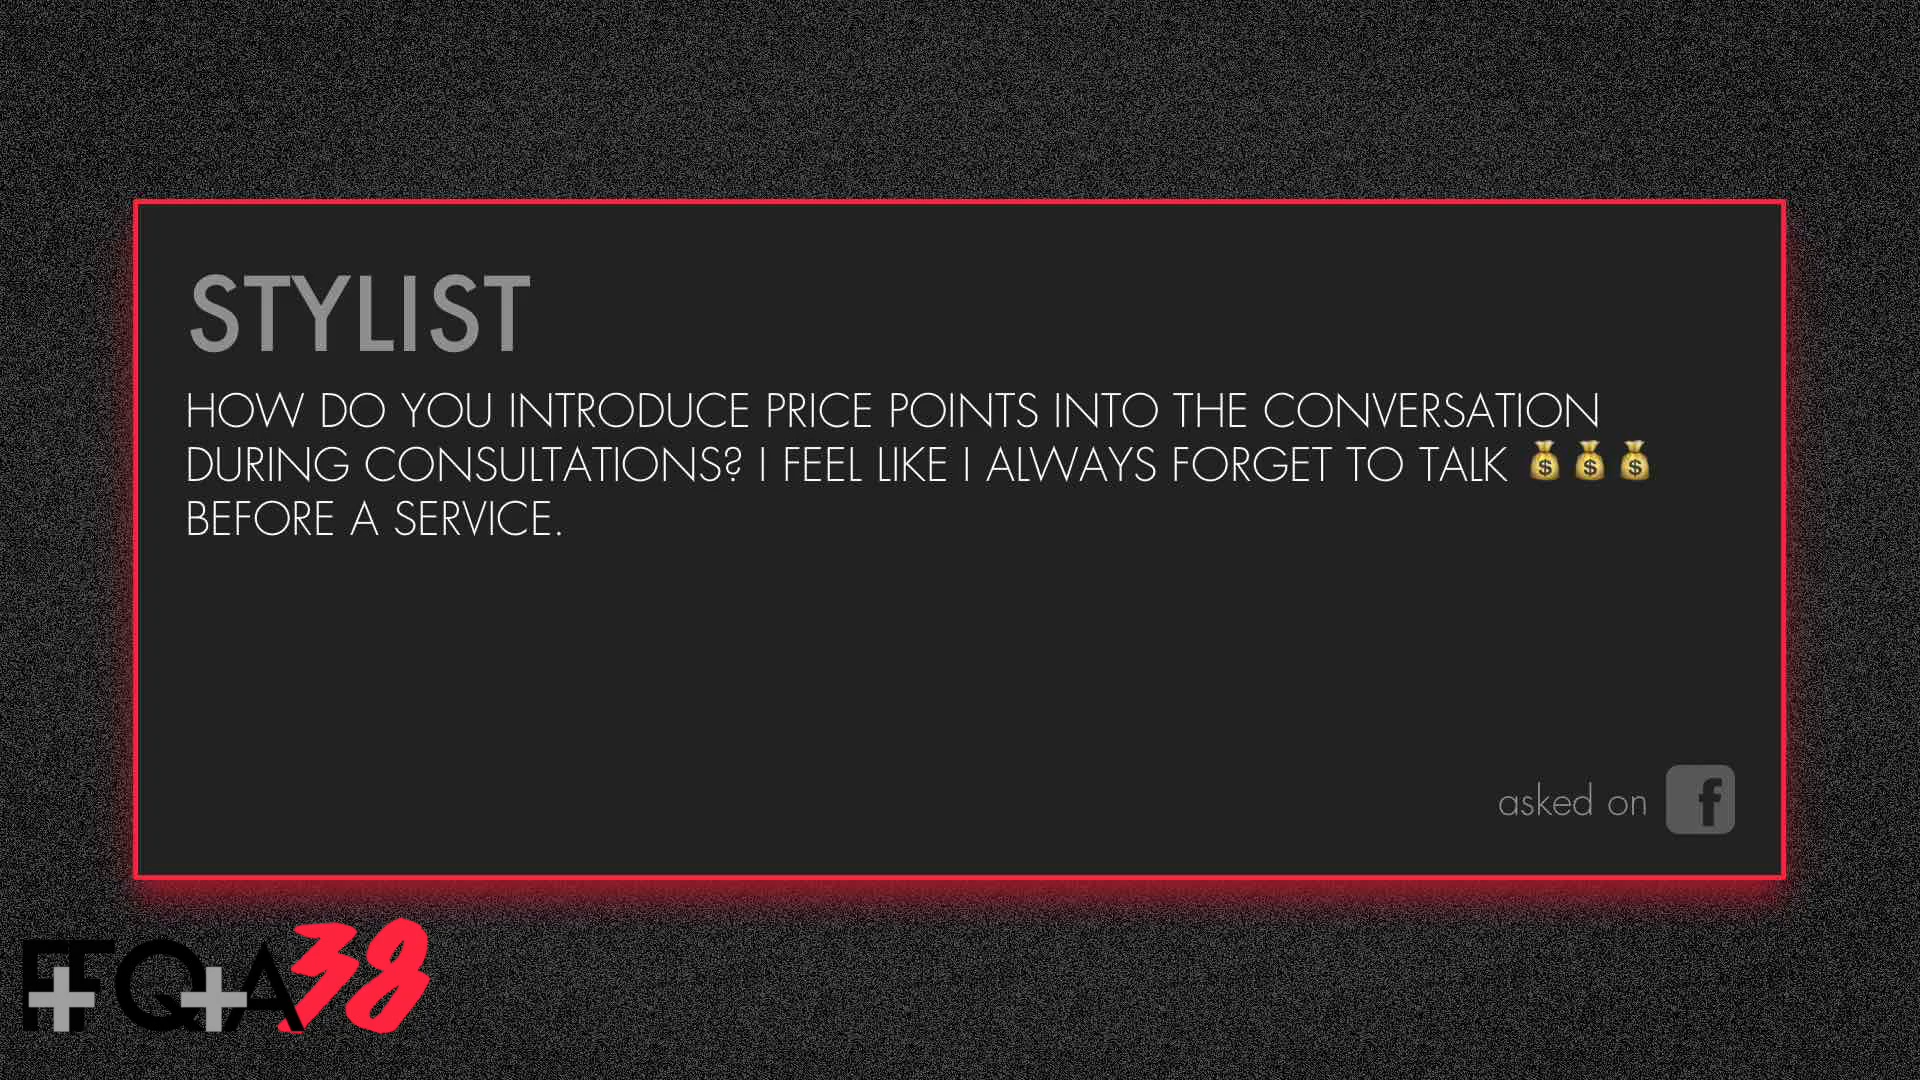 STYLIST
HOW DO YOU INTRODUCE PRICE POINTS INTO THE CONVERSATION
DURING CONSULTATIONS? I FEEL LIKE I ALWAYS FORGET TO TALK 💰💰💰
BEFORE A SERVICE.
asked on f
F+F Q+A 38